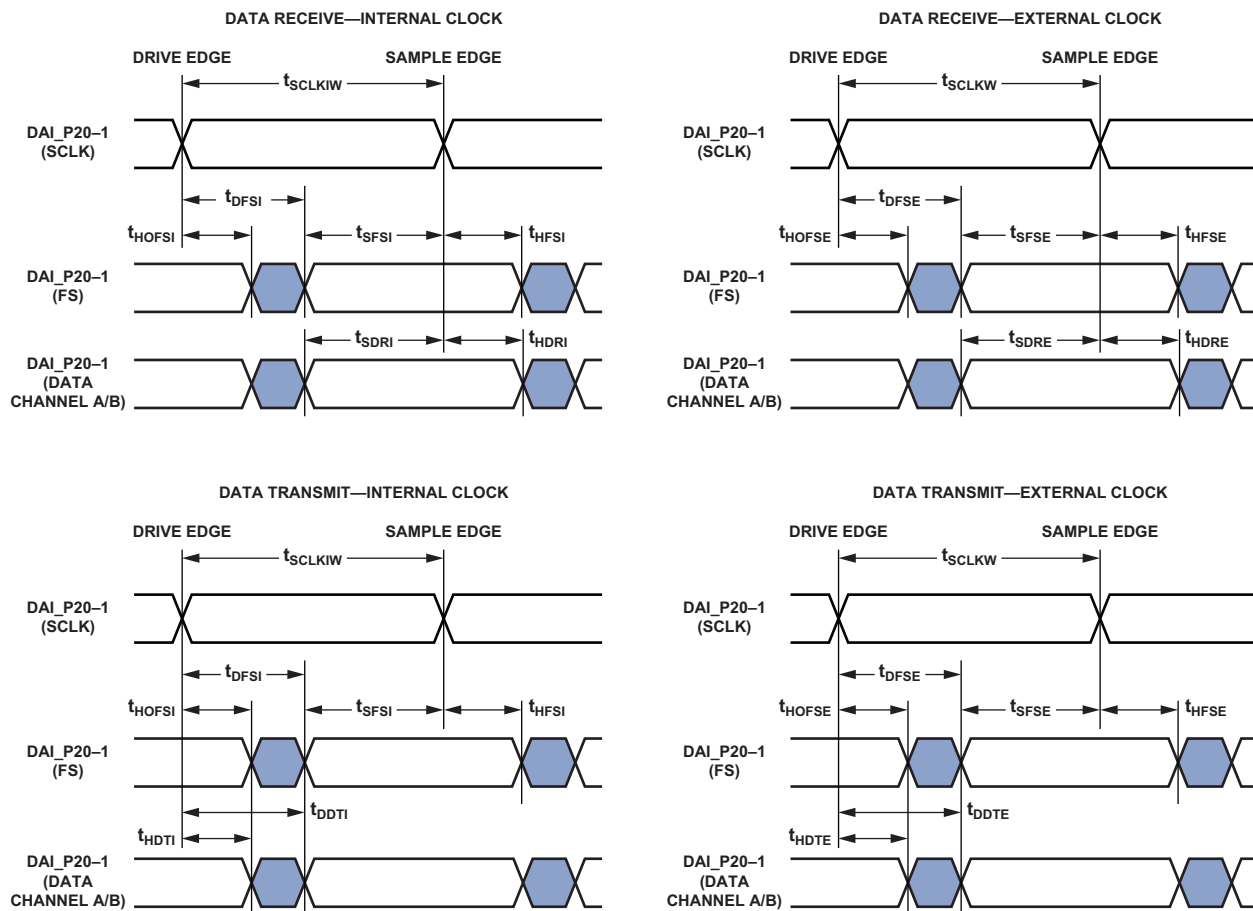 DATA RECEIVE—INTERNAL CLOCK
DRIVE EDGE
SAMPLE EDGE
tSCLKIW
DAI_P20–1
(SCLK)
tDFSI
tHOFSI
tSFSI
tHFSI
DAI_P20–1
(FS)
tSDRI
tHDRI
DAI_P20–1
(DATA
CHANNEL A/B)
DATA RECEIVE—EXTERNAL CLOCK
DRIVE EDGE
SAMPLE EDGE
tSCLKW
DAI_P20–1
(SCLK)
tDFSE
tHOFSE
tSFSE
tHFSE
DAI_P20–1
(FS)
tSDRE
tHDRE
DAI_P20–1
(DATA
CHANNEL A/B)
DATA TRANSMIT—INTERNAL CLOCK
DRIVE EDGE
SAMPLE EDGE
tSCLKIW
DAI_P20–1
(SCLK)
tDFSI
tHOFSI
tSFSI
tHFSI
DAI_P20–1
(FS)
tDDTI
tHDTI
DAI_P20–1
(DATA
CHANNEL A/B)
DATA TRANSMIT—EXTERNAL CLOCK
DRIVE EDGE
SAMPLE EDGE
tSCLKW
DAI_P20–1
(SCLK)
tDFSE
tHOFSE
tSFSE
tHFSE
DAI_P20–1
(FS)
tDDTE
tHDTE
DAI_P20–1
(DATA
CHANNEL A/B)